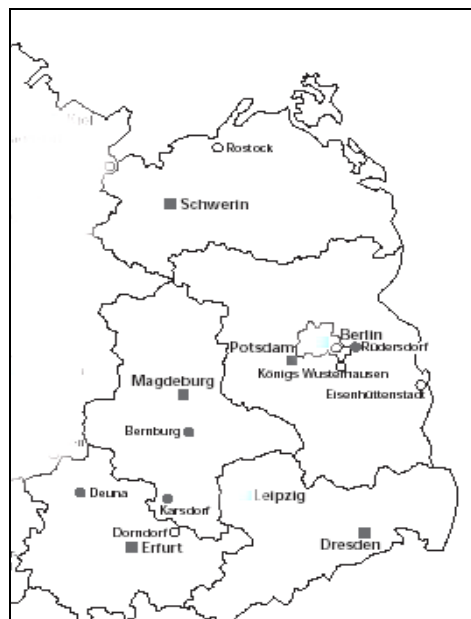 Rostock
Schwerin
Berlin
Potsdam
Rüdersdorf
Königs Wusterhausen
Magdeburg
Eisenhüttenstadt
Bernburg
Deuna
Karsdorf
Leipzig
Dorndorf
Erfurt
Dresden